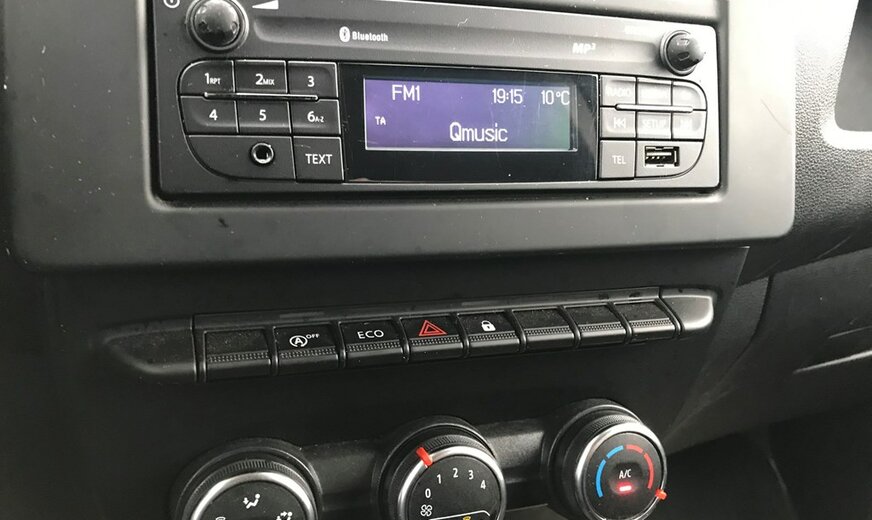 Bluetooth
MP3
1RPT 2MIX 3
4 5 6A-Z
TEXT
FM1 19:15 10°C
TA
Qmusic
RADIO
SETUP
TEL
A OFF
ECO
0 1 2 3 4
A/C